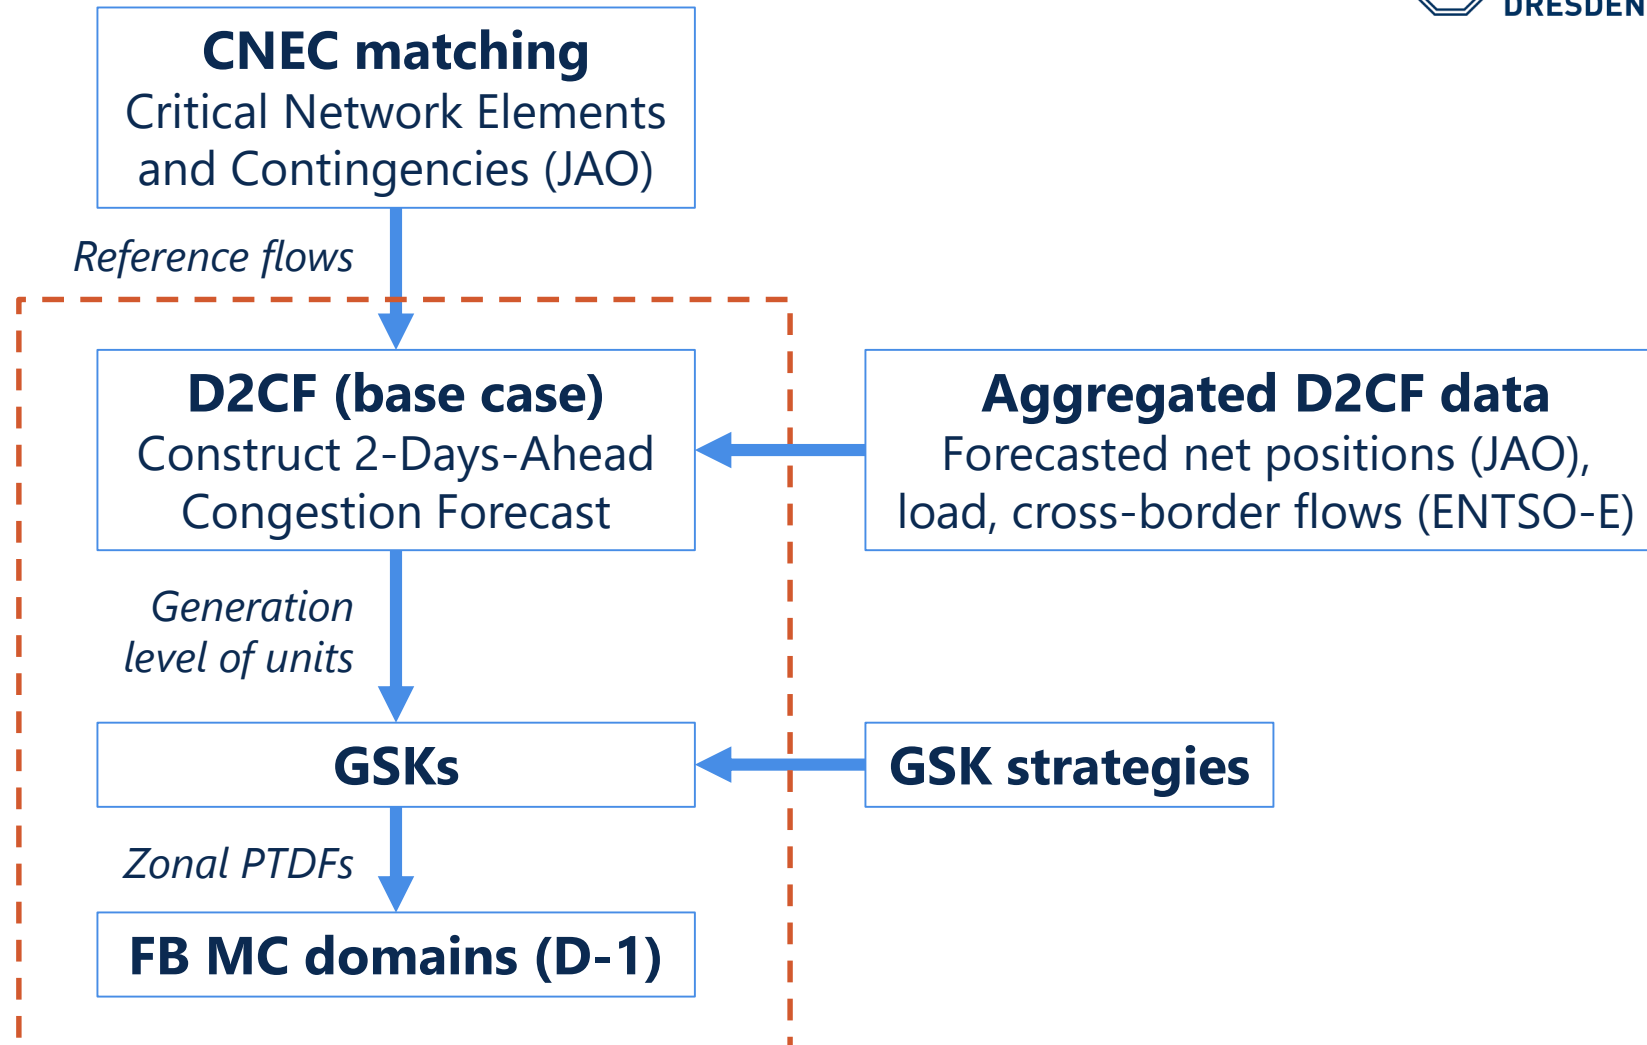 DRESDEN
CNEC matching
Critical Network Elements
and Contingencies (JAO)
Reference flows
D2CF (base case)
Construct 2-Days-Ahead
Congestion Forecast
Aggregated D2CF data
Forecasted net positions (JAO),
load, cross-border flows (ENTSO-E)
Generation
level of units
GSKs
GSK strategies
Zonal PTDFs
FB MC domains (D-1)